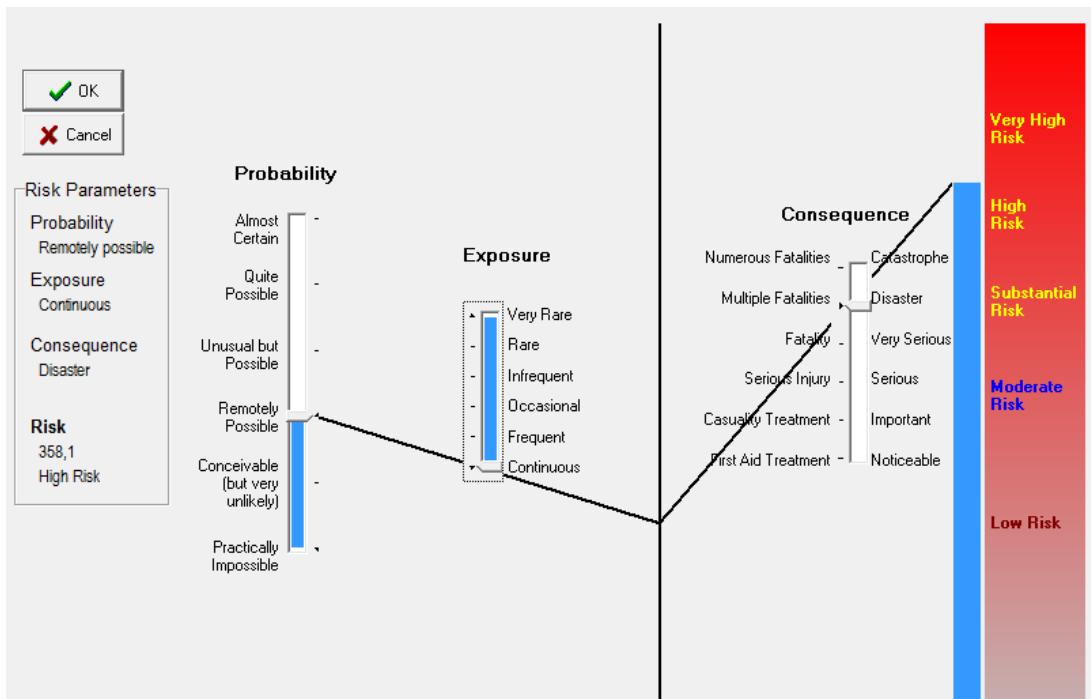 OK
Cancel
Risk Parameters
Probability
Remotely possible
Exposure
Continuous
Consequence
Disaster
Risk
358,1
High Risk
Probability
Almost
Certain
Quite
Possible
Unusual but
Possible
Remotely
Possible
Conceivable
(but very
unlikely)
Practically
Impossible
Exposure
Very Rare
Rare
Infrequent
Occasional
Frequent
Continuous
Consequence
Numerous Fatalities
Multiple Fatalities
Fatality
Serious Injury
Casualty Treatment
First Aid Treatment
Catastrophe
Disaster
Very Serious
Serious
Important
Noticeable
Very High
Risk
High
Risk
Substantial
Risk
Moderate
Risk
Low Risk